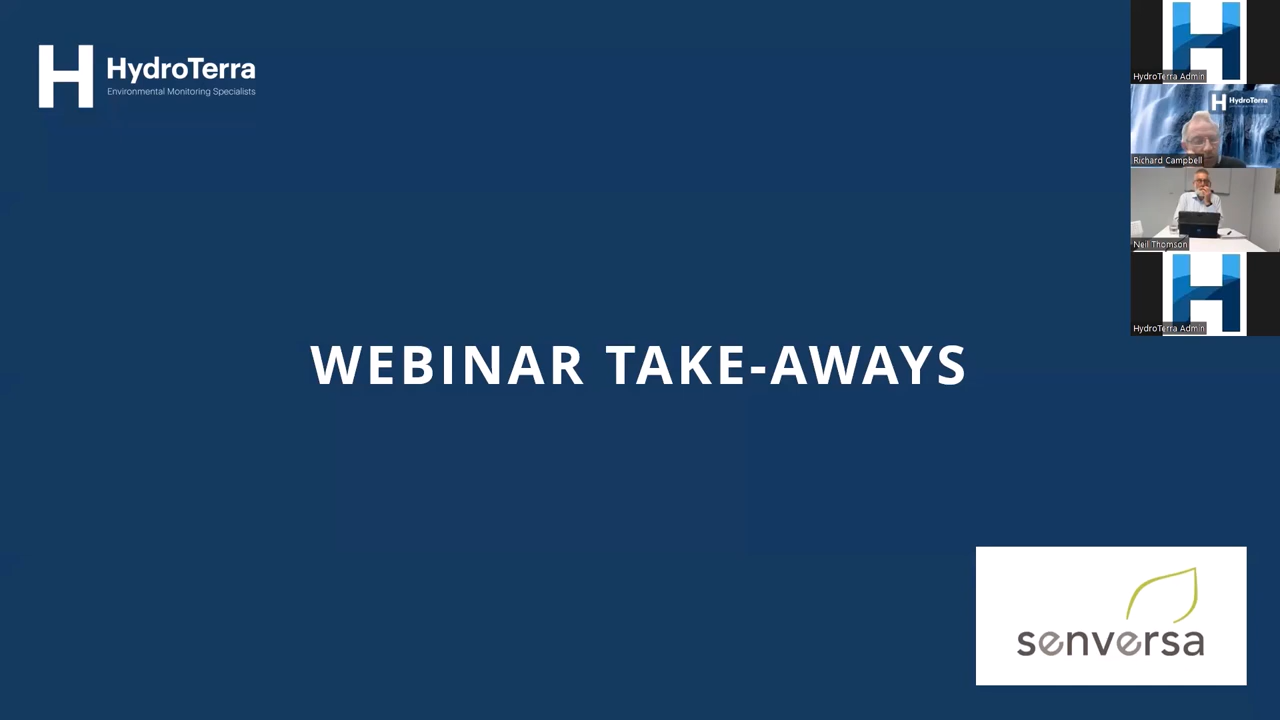 HydroTerra
Environmental Monitoring Specialists
HydroTerra Admin
HydroTerra
Richard Campbell
Neil Thomson
HydroTerra Admin
WEBINAR TAKE-AWAYS
senversa